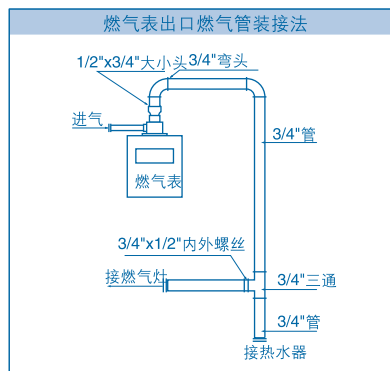 燃气表出口燃气管装接法
1/2"x3/4"大小头 3/4"弯头
进气
3/4"管
燃气表
3/4"x1/2"内外螺丝
接燃气灶
3/4"三通
3/4"管
接热水器